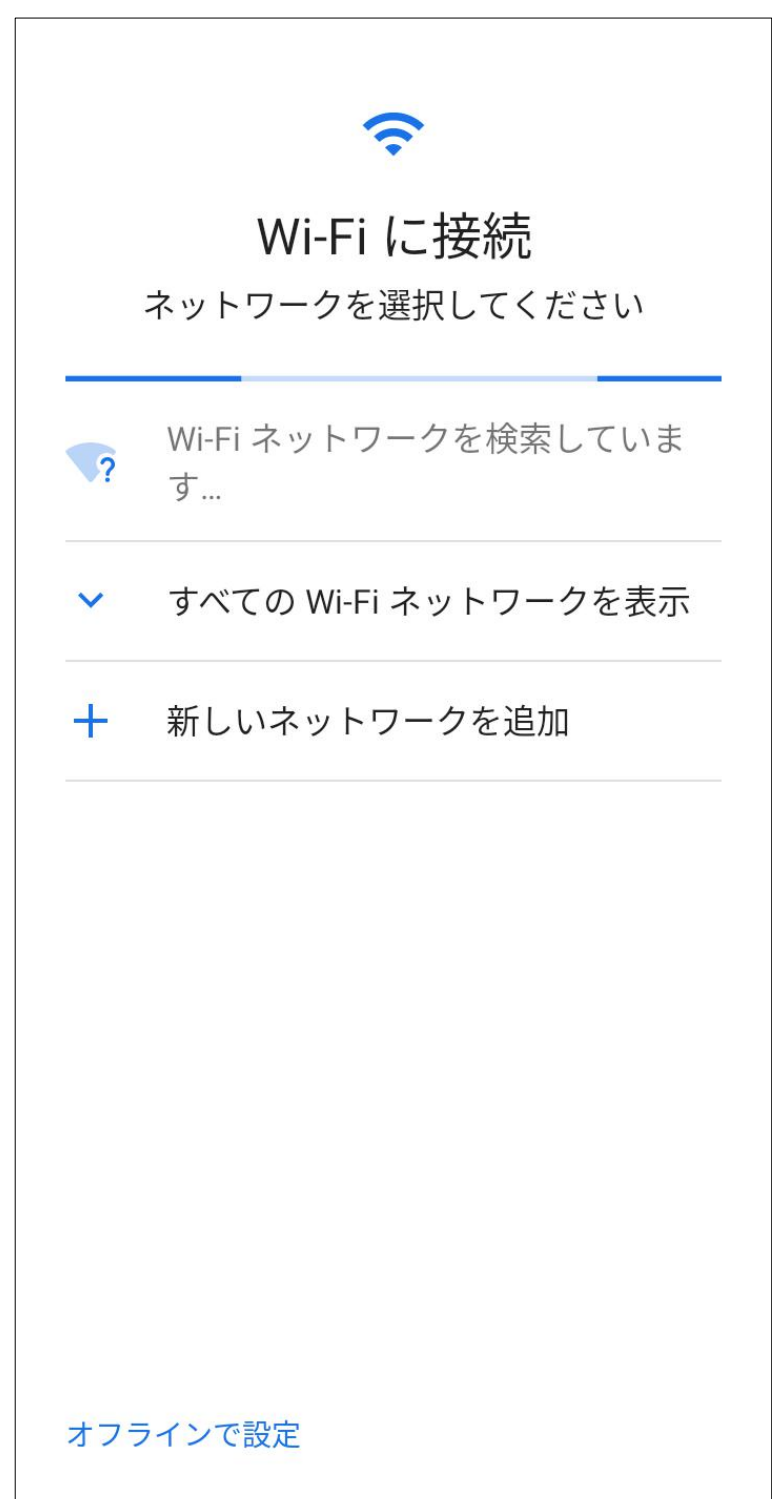 Wi-Fi に接続
ネットワークを選択してください
Wi-Fi ネットワークを検索していま
す...
すべての Wi-Fi ネットワークを表示
新しいネットワークを追加
オフラインで設定